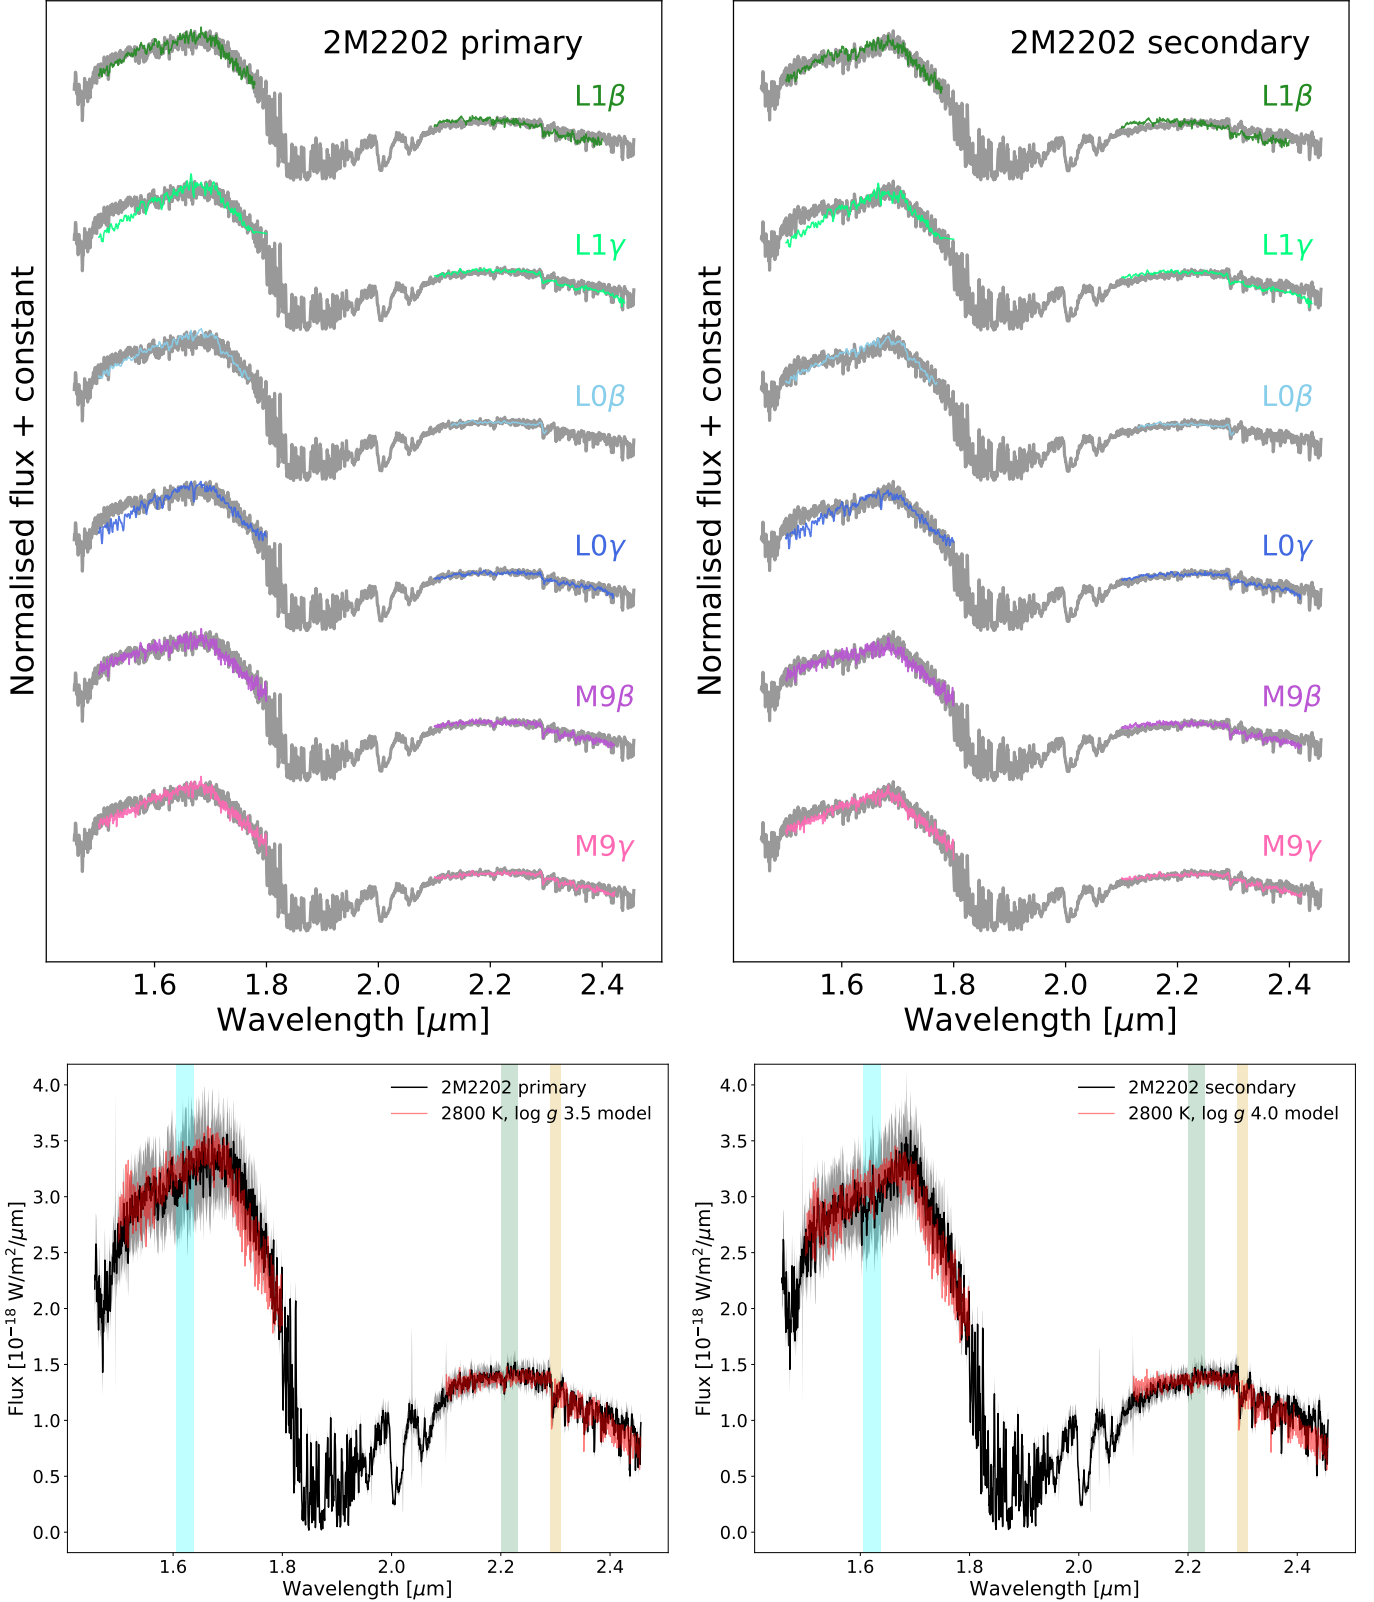 2M2202 primary
L1β
L1γ
L0β
L0γ
M9β
M9γ
Normalised flux + constant
1.6 1.8 2.0 2.2 2.4
Wavelength [μm]
2M2202 secondary
L1β
L1γ
L0β
L0γ
M9β
M9γ
Normalised flux + constant
1.6 1.8 2.0 2.2 2.4
Wavelength [μm]
2M2202 primary
2800 K, log g 3.5 model
4.0
3.5
3.0
2.5
2.0
1.5
1.0
0.5
0.0
Flux [10⁻¹⁸ W/m²/μm]
1.6 1.8 2.0 2.2 2.4
Wavelength [μm]
2M2202 secondary
2800 K, log g 4.0 model
4.0
3.5
3.0
2.5
2.0
1.5
1.0
0.5
0.0
Flux [10⁻¹⁸ W/m²/μm]
1.6 1.8 2.0 2.2 2.4
Wavelength [μm]